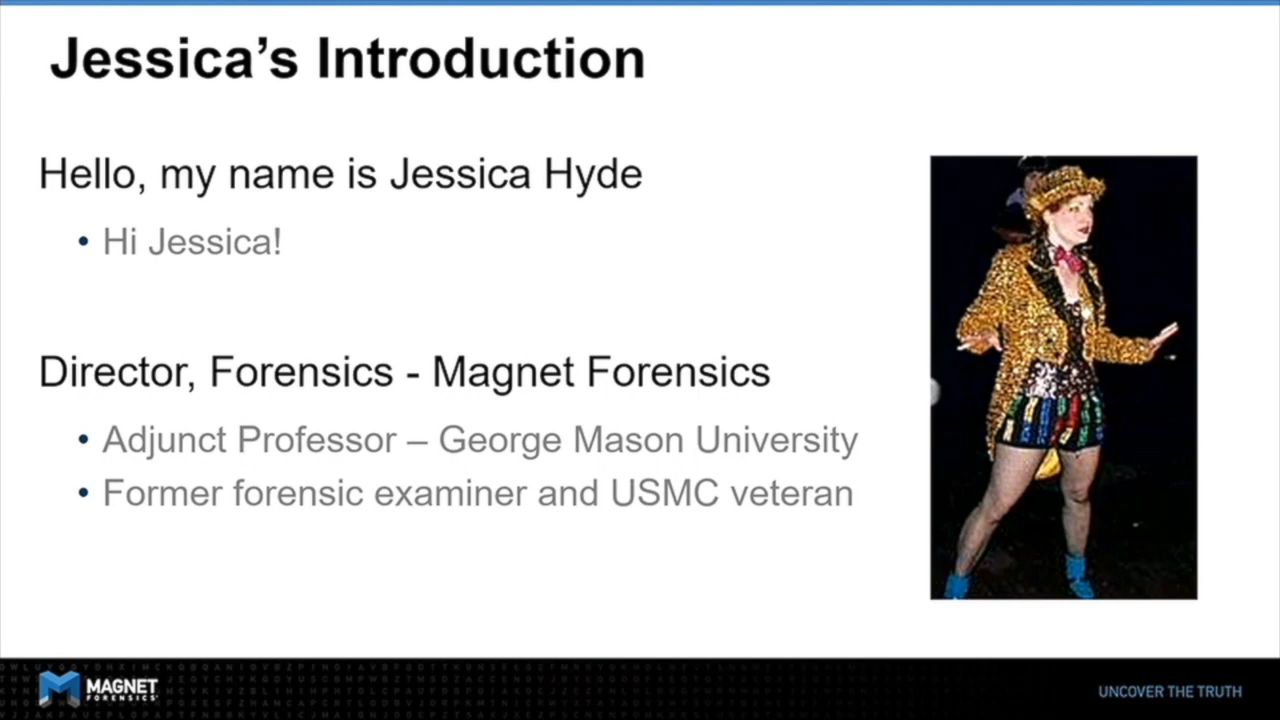 Jessica’s Introduction
Hello, my name is Jessica Hyde
• Hi Jessica!
Director, Forensics - Magnet Forensics
• Adjunct Professor – George Mason University
• Former forensic examiner and USMC veteran
MAGNET
FORENSICS
UNCOVER THE TRUTH